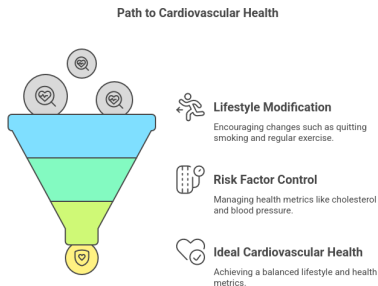 Path to Cardiovascular Health
Lifestyle Modification
Encouraging changes such as quitting
smoking and regular exercise.
Risk Factor Control
Managing health metrics like cholesterol
and blood pressure.
Ideal Cardiovascular Health
Achieving a balanced lifestyle and health
metrics.